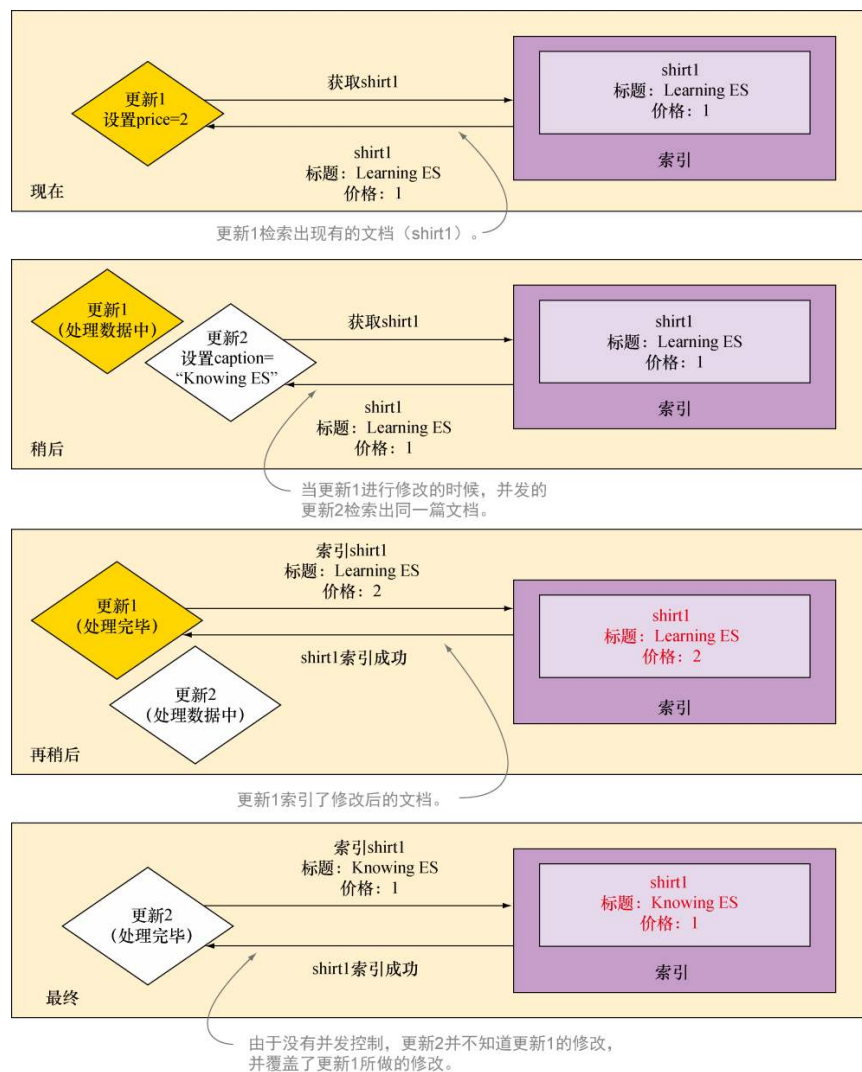 更新1
设置price=2
获取shirt1
shirt1
标题：Learning ES
价格：1
shirt1
标题：Learning ES
价格：1
索引
现在
更新1检索出现有的文档（shirt1）。
更新1
（处理数据中）
更新2
设置caption=
“Knowing ES”
获取shirt1
shirt1
标题：Learning ES
价格：1
shirt1
标题：Learning ES
价格：1
索引
稍后
当更新1进行修改的时候，并发的
更新2检索出同一篇文档。
更新1
（处理完毕）
更新2
（处理数据中）
索引shirt1
标题：Learning ES
价格：2
shirt1索引成功
shirt1
标题：Learning ES
价格：2
索引
再稍后
更新1索引了修改后的文档。
更新2
（处理完毕）
索引shirt1
标题：Knowing ES
价格：1
shirt1索引成功
shirt1
标题：Knowing ES
价格：1
索引
最终
由于没有并发控制，更新2并不知道更新1的修改，
并覆盖了更新1所做的修改。